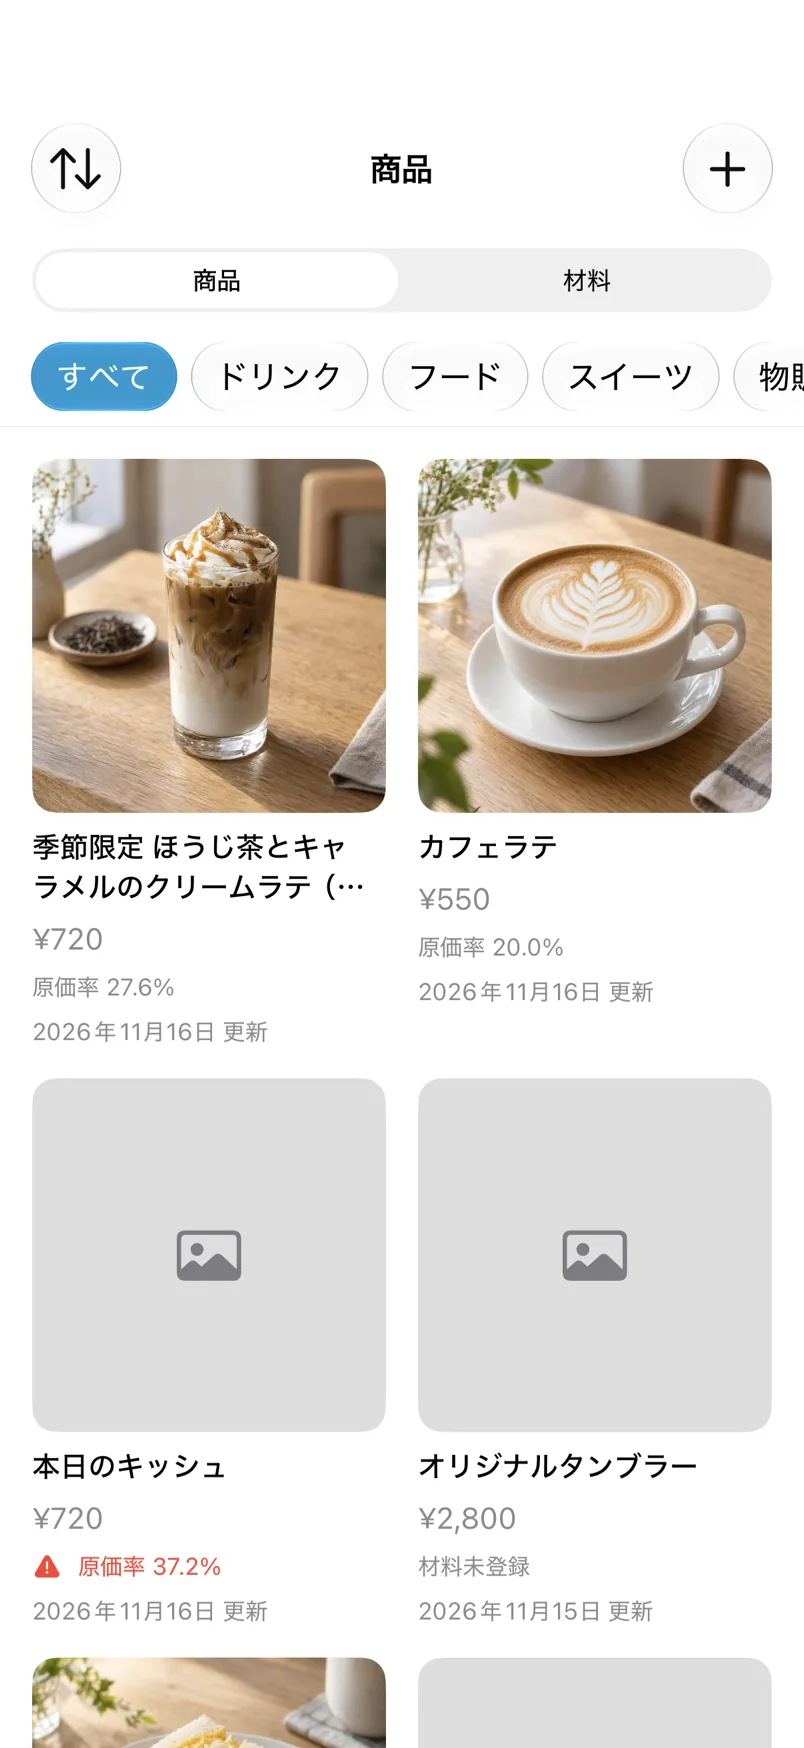 商品
商品
材料
すべて
ドリンク
フード
スイーツ
季節限定 ほうじ茶とキャ
ラメルのクリームラテ（…
¥720
原価率 27.6%
2026年11月16日 更新
カフェラテ
¥550
原価率 20.0%
2026年11月16日 更新
本日のキッシュ
¥720
原価率 37.2%
2026年11月16日 更新
オリジナルタンブラー
¥2,800
材料未登録
2026年11月15日 更新